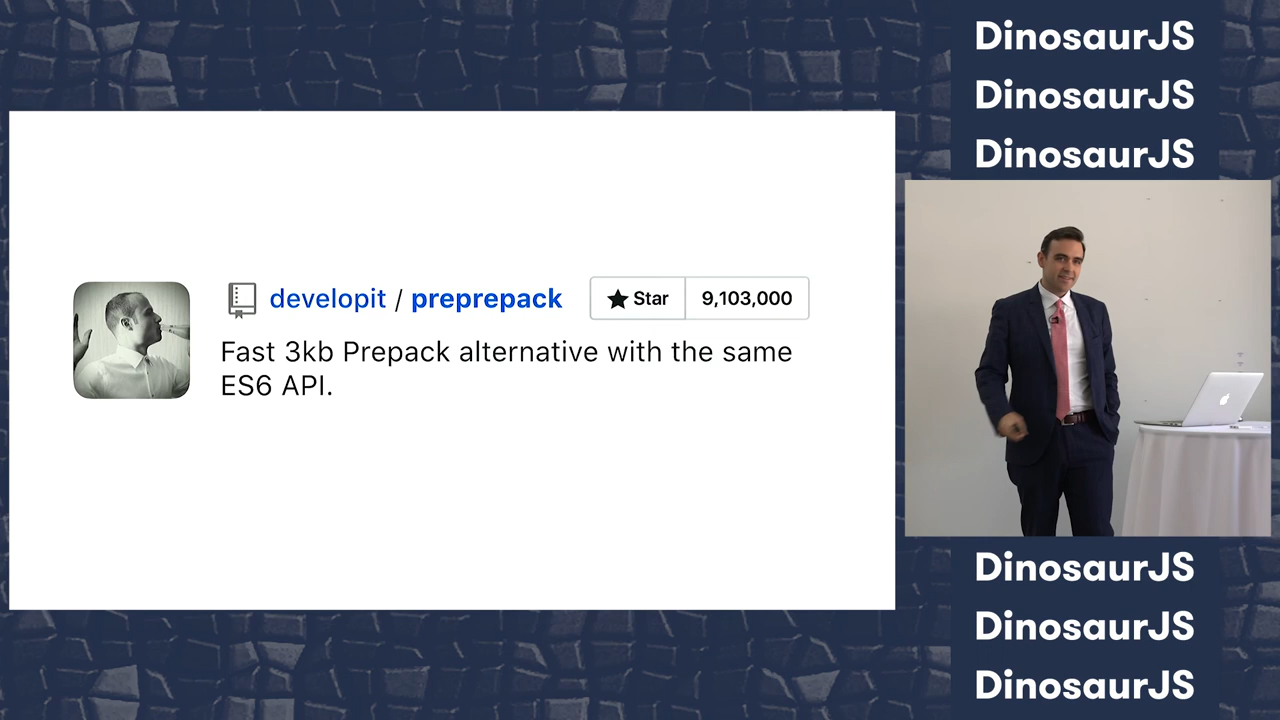 developit / preprepack
Star 9,103,000
Fast 3kb Prepack alternative with the same
ES6 API.
DinosaurJS
DinosaurJS
DinosaurJS
DinosaurJS
DinosaurJS
DinosaurJS